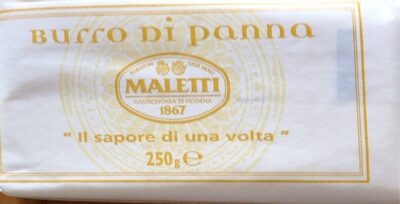 Burro di panna
MALETTI
GASTRONOMIA DI MODENA
1867
" Il sapore di una volta "
250g ℮